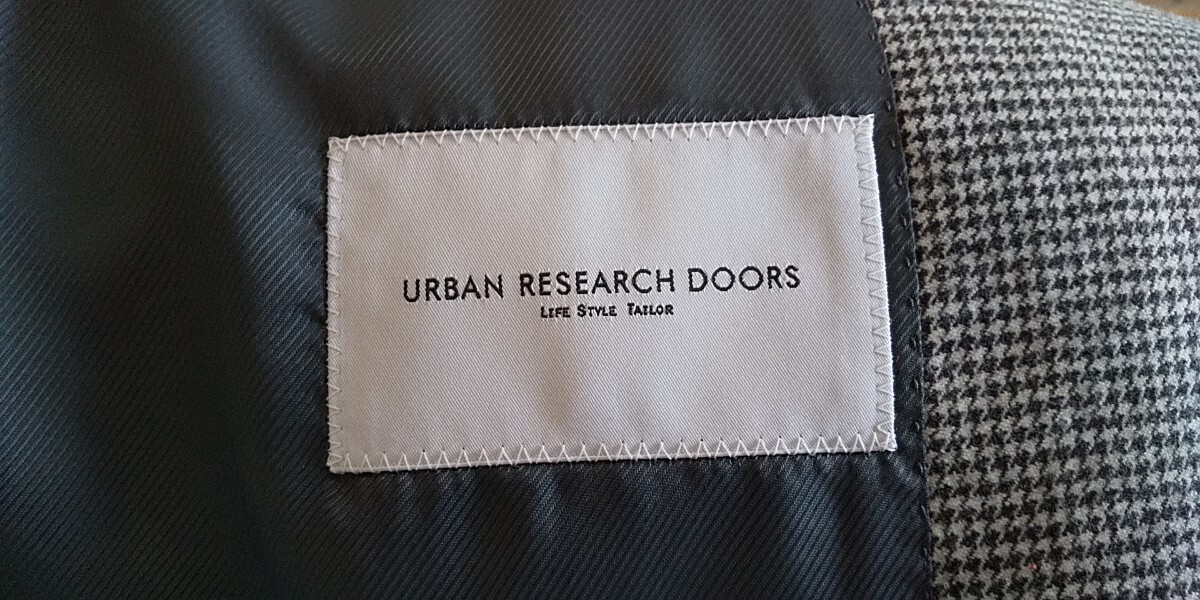 URBAN RESEARCH DOORS
LIFE STYLE TAILOR